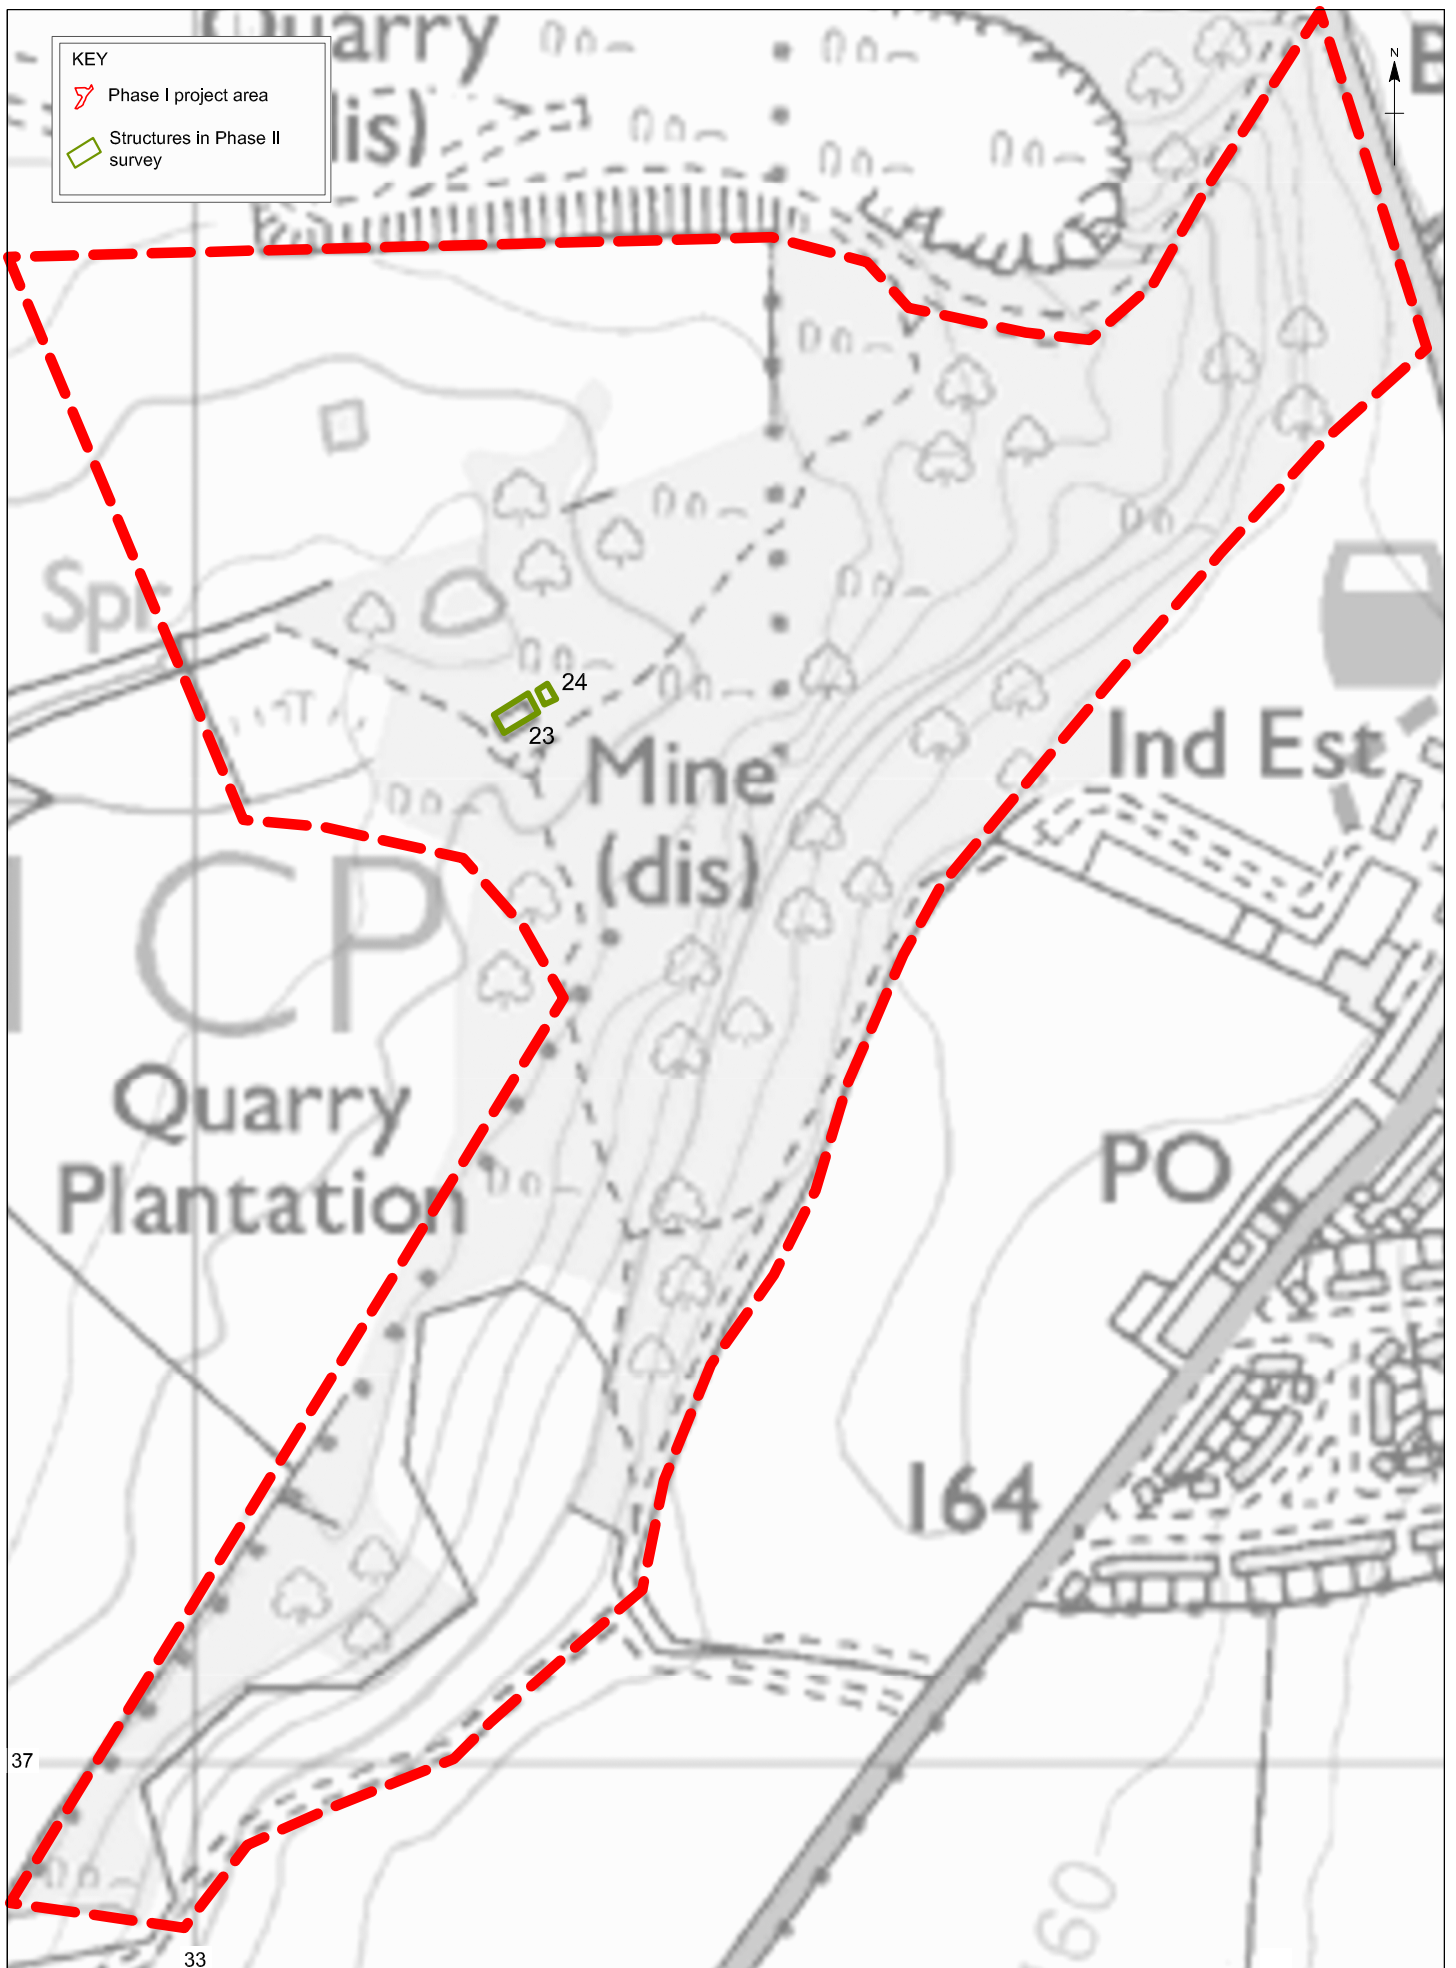 Quarry
(dis)
B
KEY
Phase I project area
Structures in Phase II
survey
N
Spr
24
23
Mine
(dis)
Ind Est
CP
Quarry
Plantation
PO
164
37
160
33